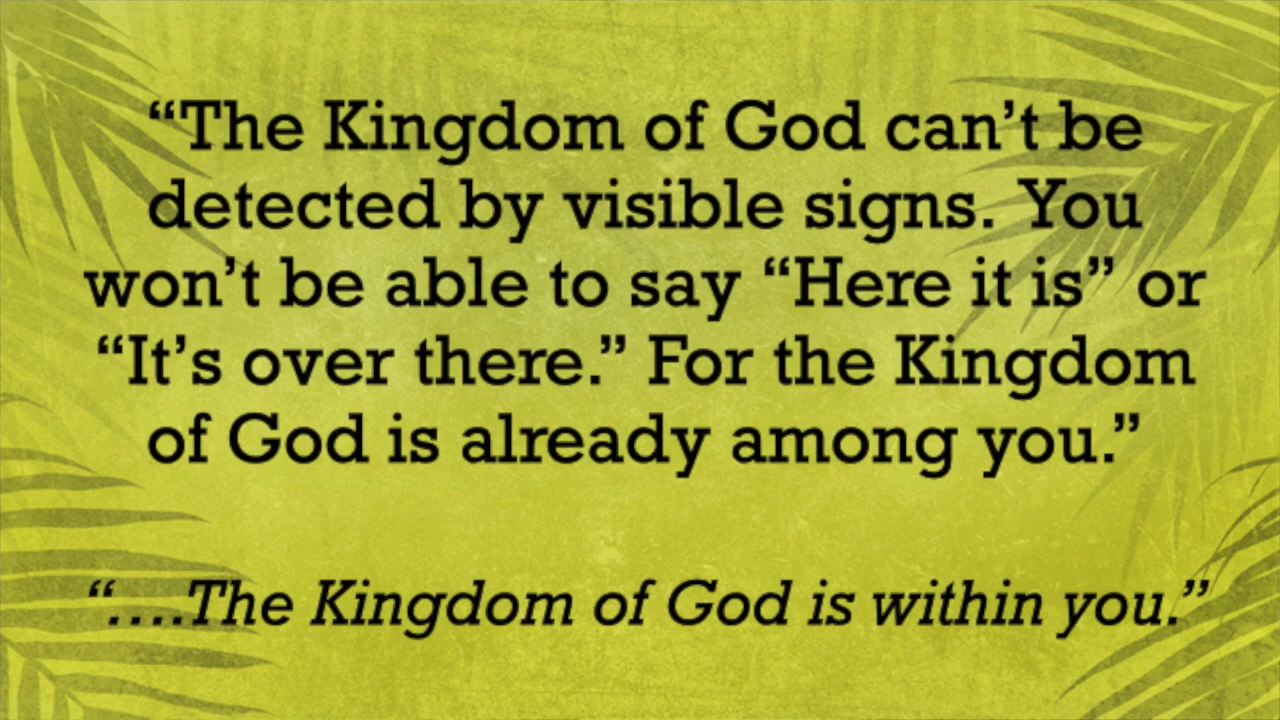 “The Kingdom of God can’t be
detected by visible signs. You
won’t be able to say “Here it is” or
“It’s over there.” For the Kingdom
of God is already among you.”
“….The Kingdom of God is within you.”